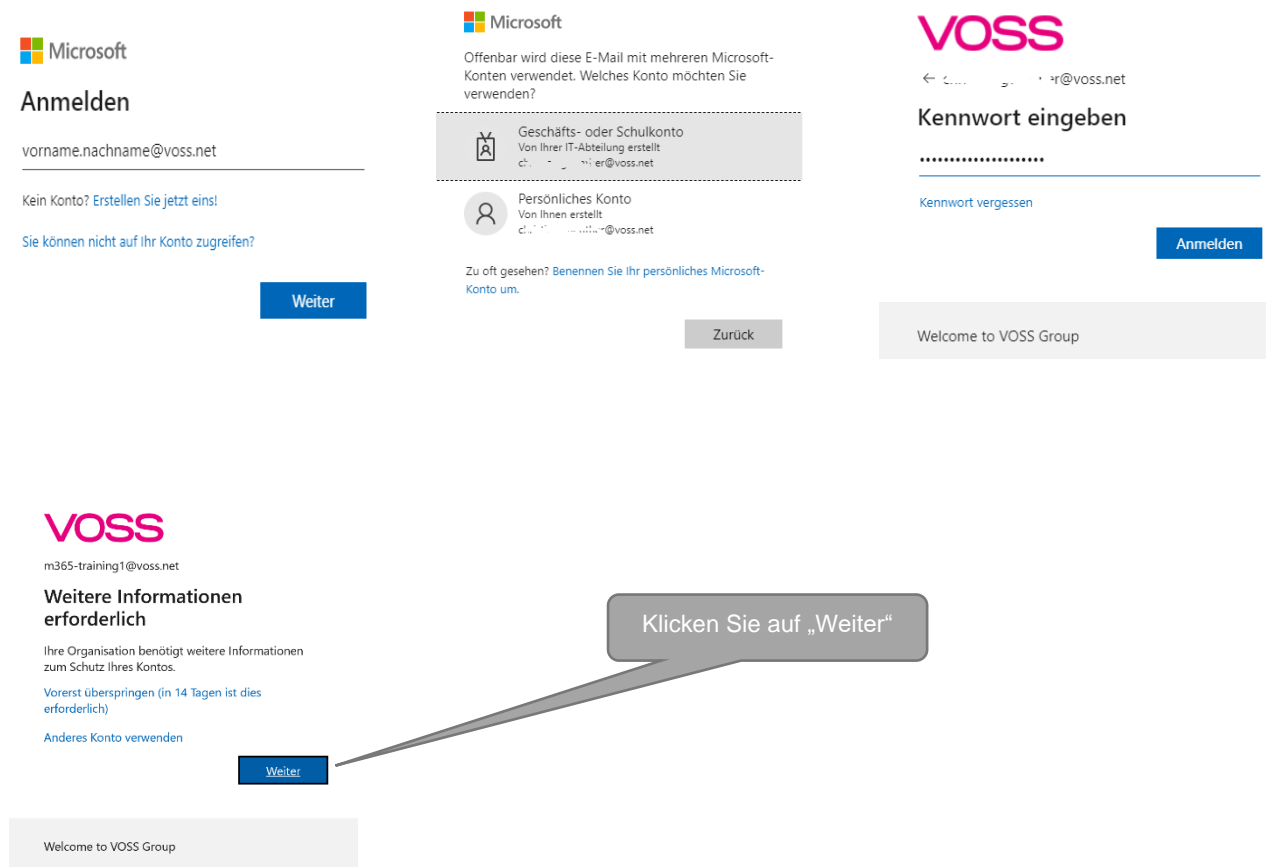 Microsoft
Anmelden
vorname.nachname@voss.net
Kein Konto? Erstellen Sie jetzt eins!
Sie können nicht auf Ihr Konto zugreifen?
Weiter
Microsoft
Offenbar wird diese E-Mail mit mehreren Microsoft-
Konten verwendet. Welches Konto möchten Sie
verwenden?
Geschäfts- oder Schulkonto
Von Ihrer IT-Abteilung erstellt
er@voss.net
Persönliches Konto
Von Ihnen erstellt
@voss.net
Zu oft gesehen? Benennen Sie Ihr persönliches Microsoft-
Konto um.
Zurück
VOSS
er@voss.net
Kennwort eingeben
Kennwort vergessen
Anmelden
Welcome to VOSS Group
VOSS
m365-training1@voss.net
Weitere Informationen
erforderlich
Ihre Organisation benötigt weitere Informationen
zum Schutz Ihres Kontos.
Vorerst überspringen (in 14 Tagen ist dies
erforderlich)
Anderes Konto verwenden
Weiter
Welcome to VOSS Group
Klicken Sie auf „Weiter“